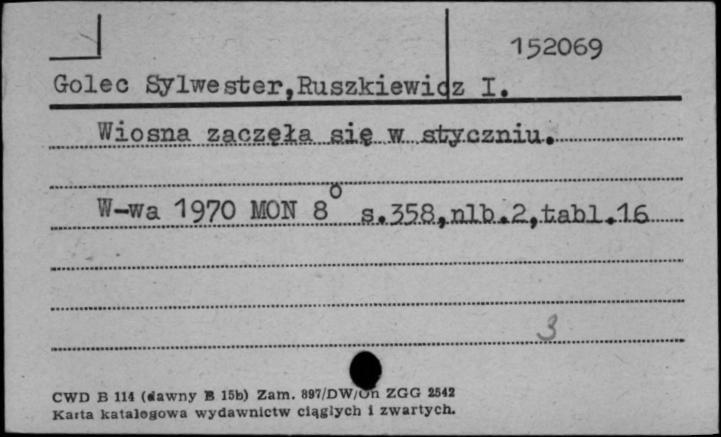 152069
Golec Sylwester,Ruszkiewicz I.
Wiosna zaczęła się w styczniu.
W-wa 1970 MON 8° s.358,nlb.2,tabl.16
3
CWD B 114 (dawny B 15b) Zam. 897/DW/On ZGG 2542
Karta katalogowa wydawnictw ciągłych i zwartych.